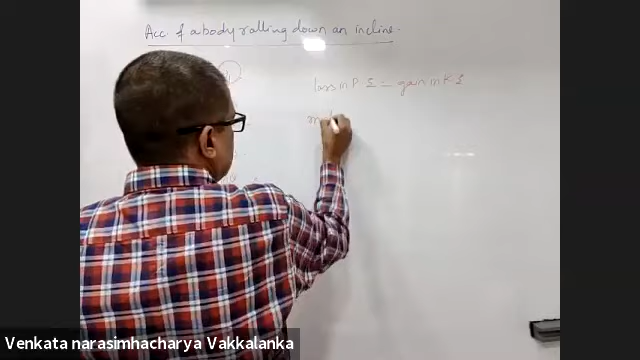 Acc. of a body rolling down an incline.
loss in P E = gain in K E
m
Venkata narasimhacharya Vakkalanka